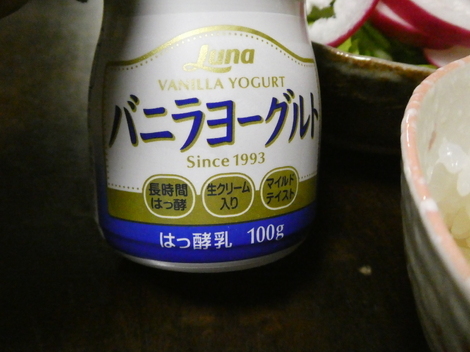 Luna
VANILLA YOGURT
バニラヨーグルト
Since 1993
長時間
はっ酵
生クリーム
入り
マイルド
テイスト
はっ酵乳 100g